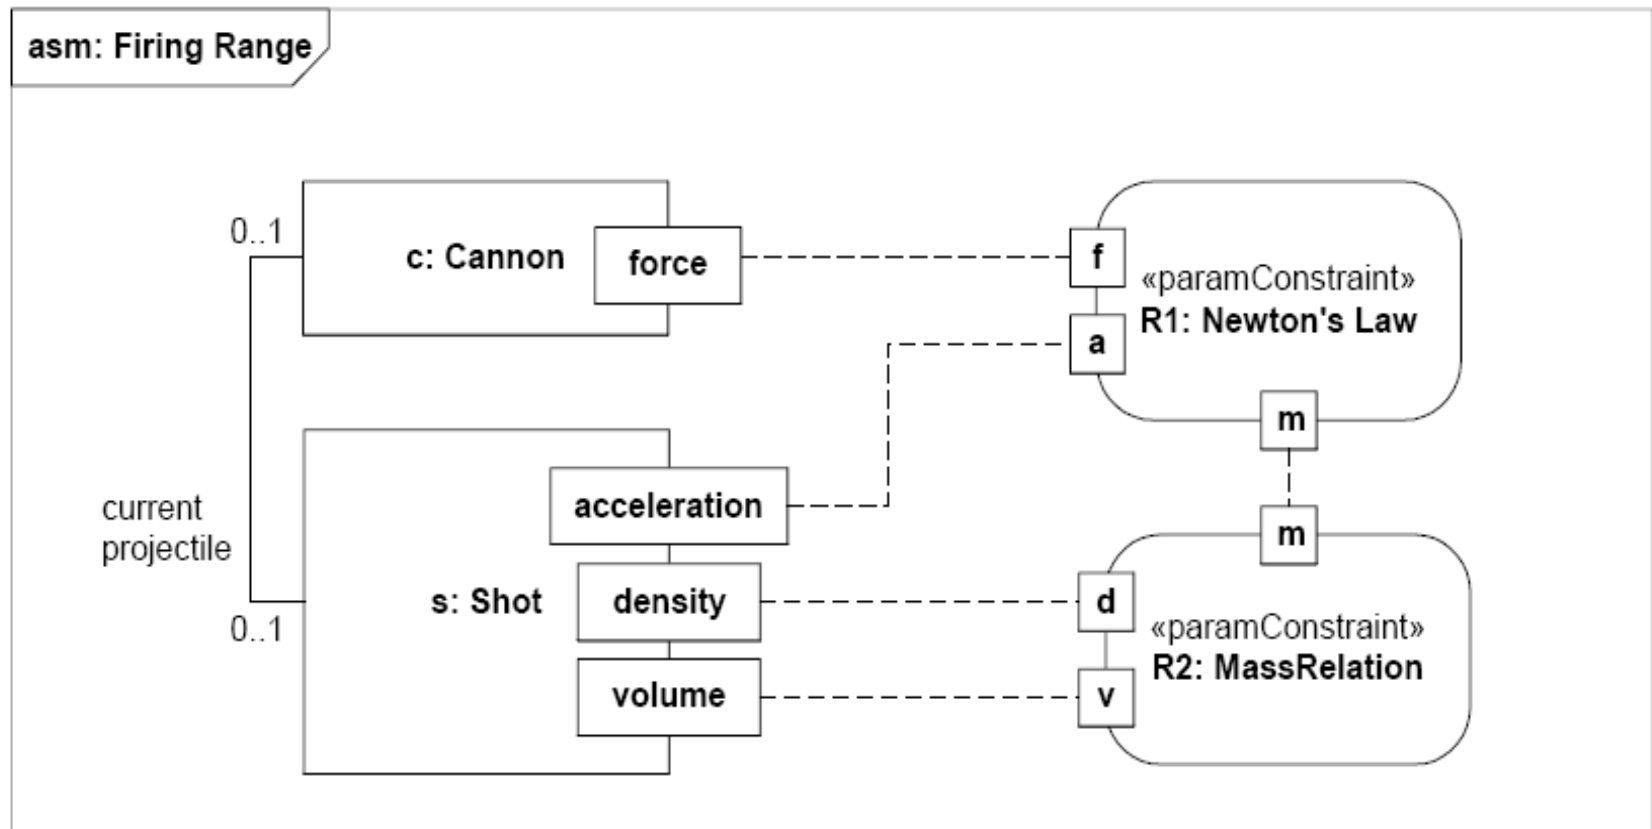 asm: Firing Range
0..1
c: Cannon
force
f
«paramConstraint»
R1: Newton's Law
a
m
current
projectile
acceleration
m
s: Shot
density
d
«paramConstraint»
R2: MassRelation
0..1
volume
v